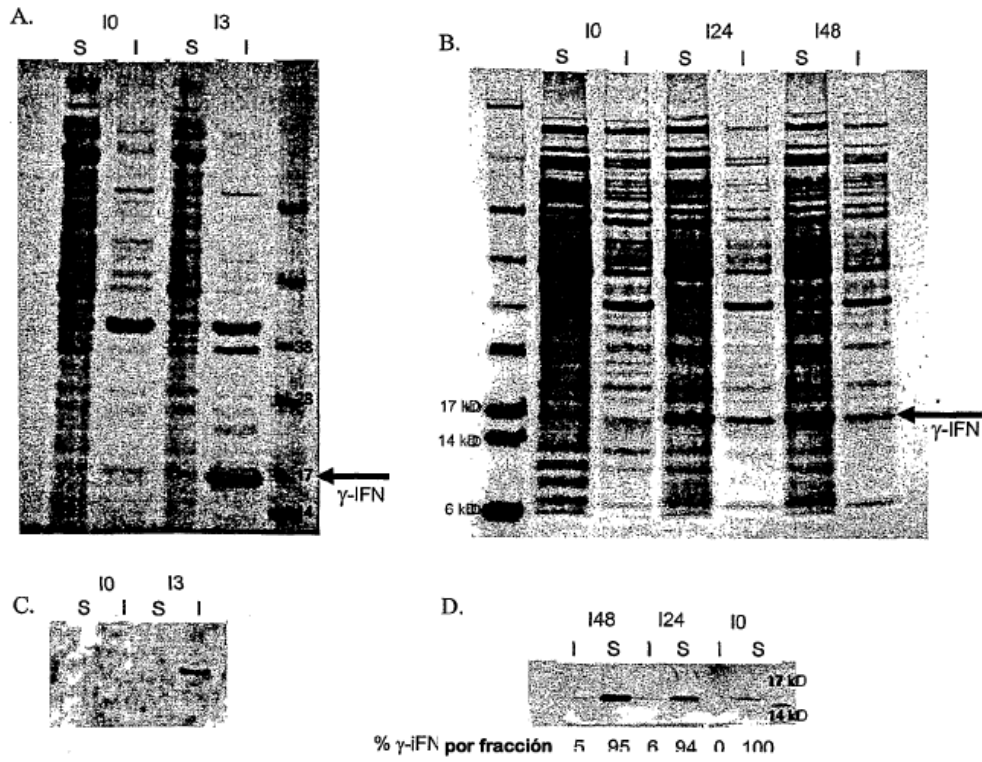 A.
I0 I3
S I S I
38
28
17
14
γ-IFN
B.
I0 I24 I48
S I S I S I
17 kD
14 kD
6 kD
γ-IFN
C.
I0 I3
S I S I
D.
I48 I24 I0
I S I S I S
17 kD
14 kD
% γ-iFN por fracción 5 95 6 94 0 100